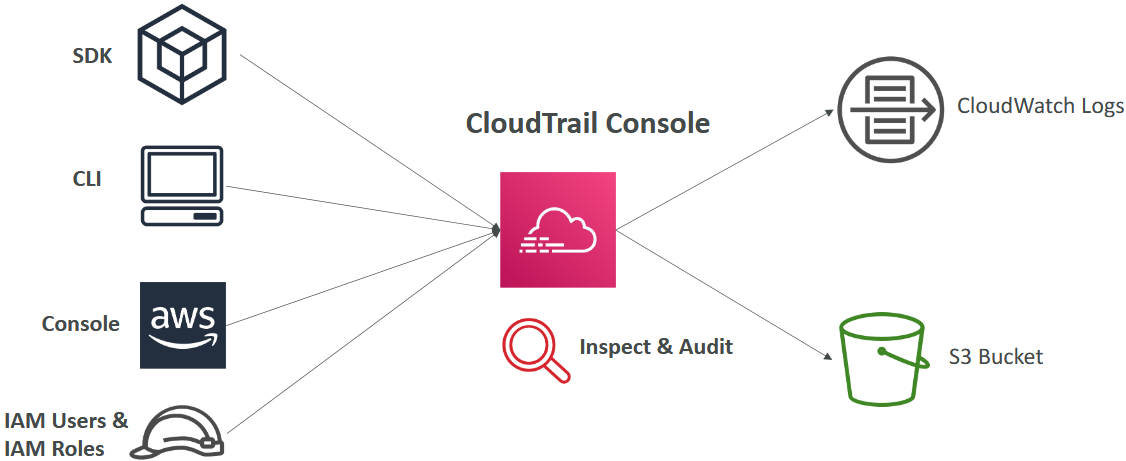 SDK
CLI
Console
aws
IAM Users &
IAM Roles
CloudTrail Console
Inspect & Audit
CloudWatch Logs
S3 Bucket